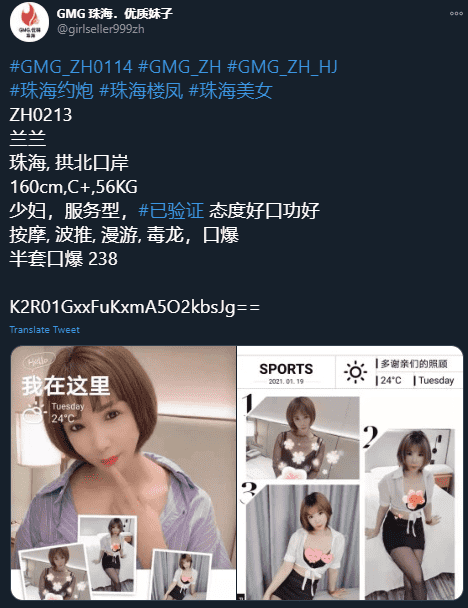 GMG 珠海．优质妹子
@girlseller999zh
#GMG_ZH0114 #GMG_ZH #GMG_ZH_HJ
#珠海约炮 #珠海楼凤 #珠海美女
ZH0213
兰兰
珠海, 拱北口岸
160cm,C+,56KG
少妇，服务型，#已验证 态度好口功好
按摩, 波推, 漫游, 毒龙，口爆
半套口爆 238
K2R01GxxFuKxmA5O2kbsJg==
Translate Tweet
Hello
我在这里
Tuesday
24°C
SPORTS
2021. 01. 19
多谢亲们的照顾
24°C
Tuesday
1
2
3